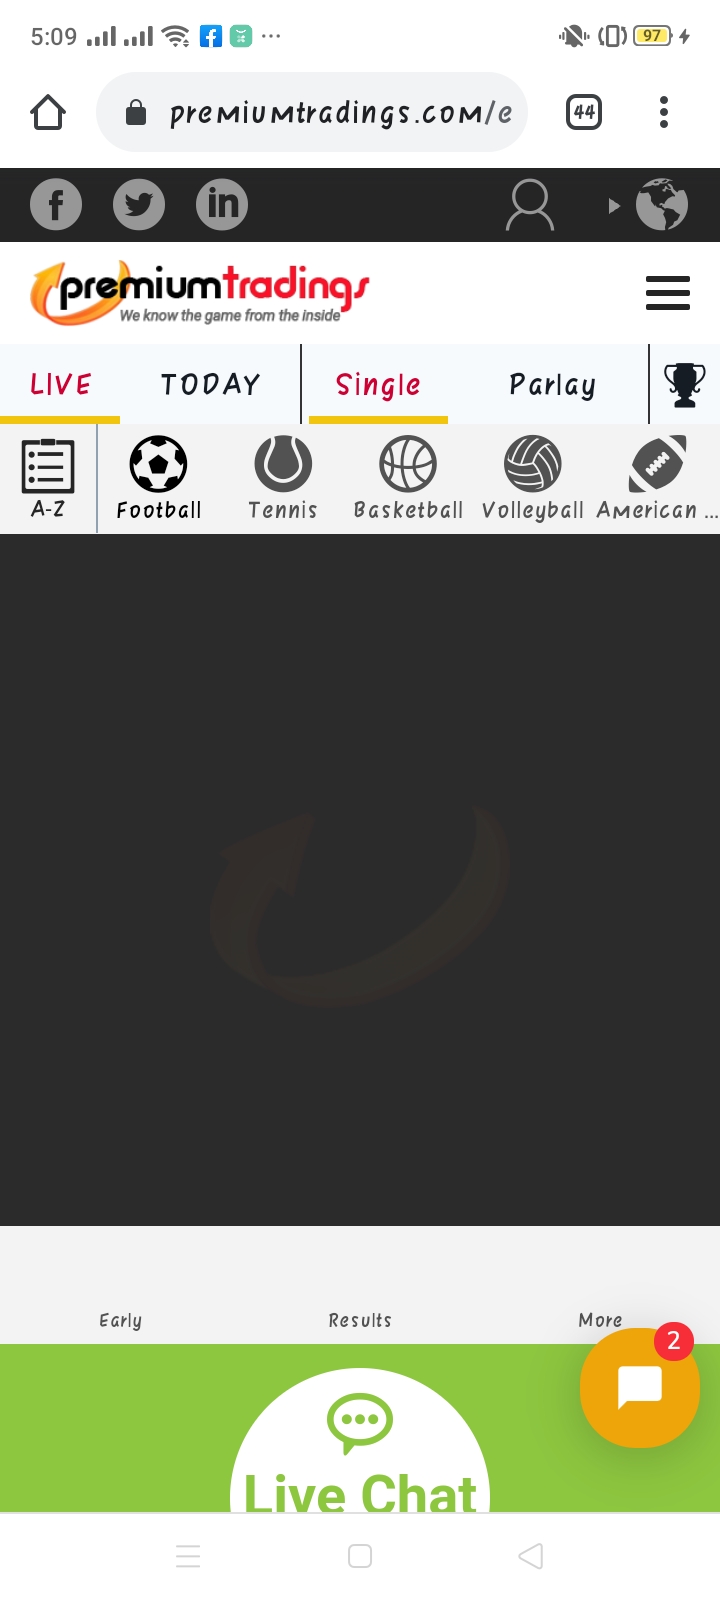 5:09
97
premiumtradings.com/e
44
premiumtradings
We know the game from the inside
LIVE TODAY Single Parlay
A-Z Football Tennis Basketball Volleyball American ...
Early Results More
2
Live Chat